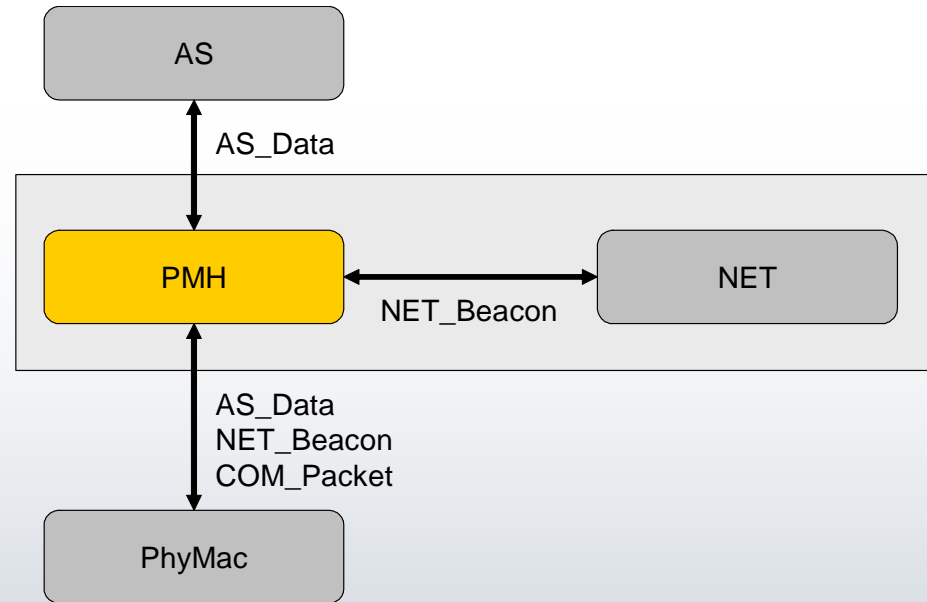 AS
AS_Data
PMH
NET_Beacon
NET
AS_Data
NET_Beacon
COM_Packet
PhyMac